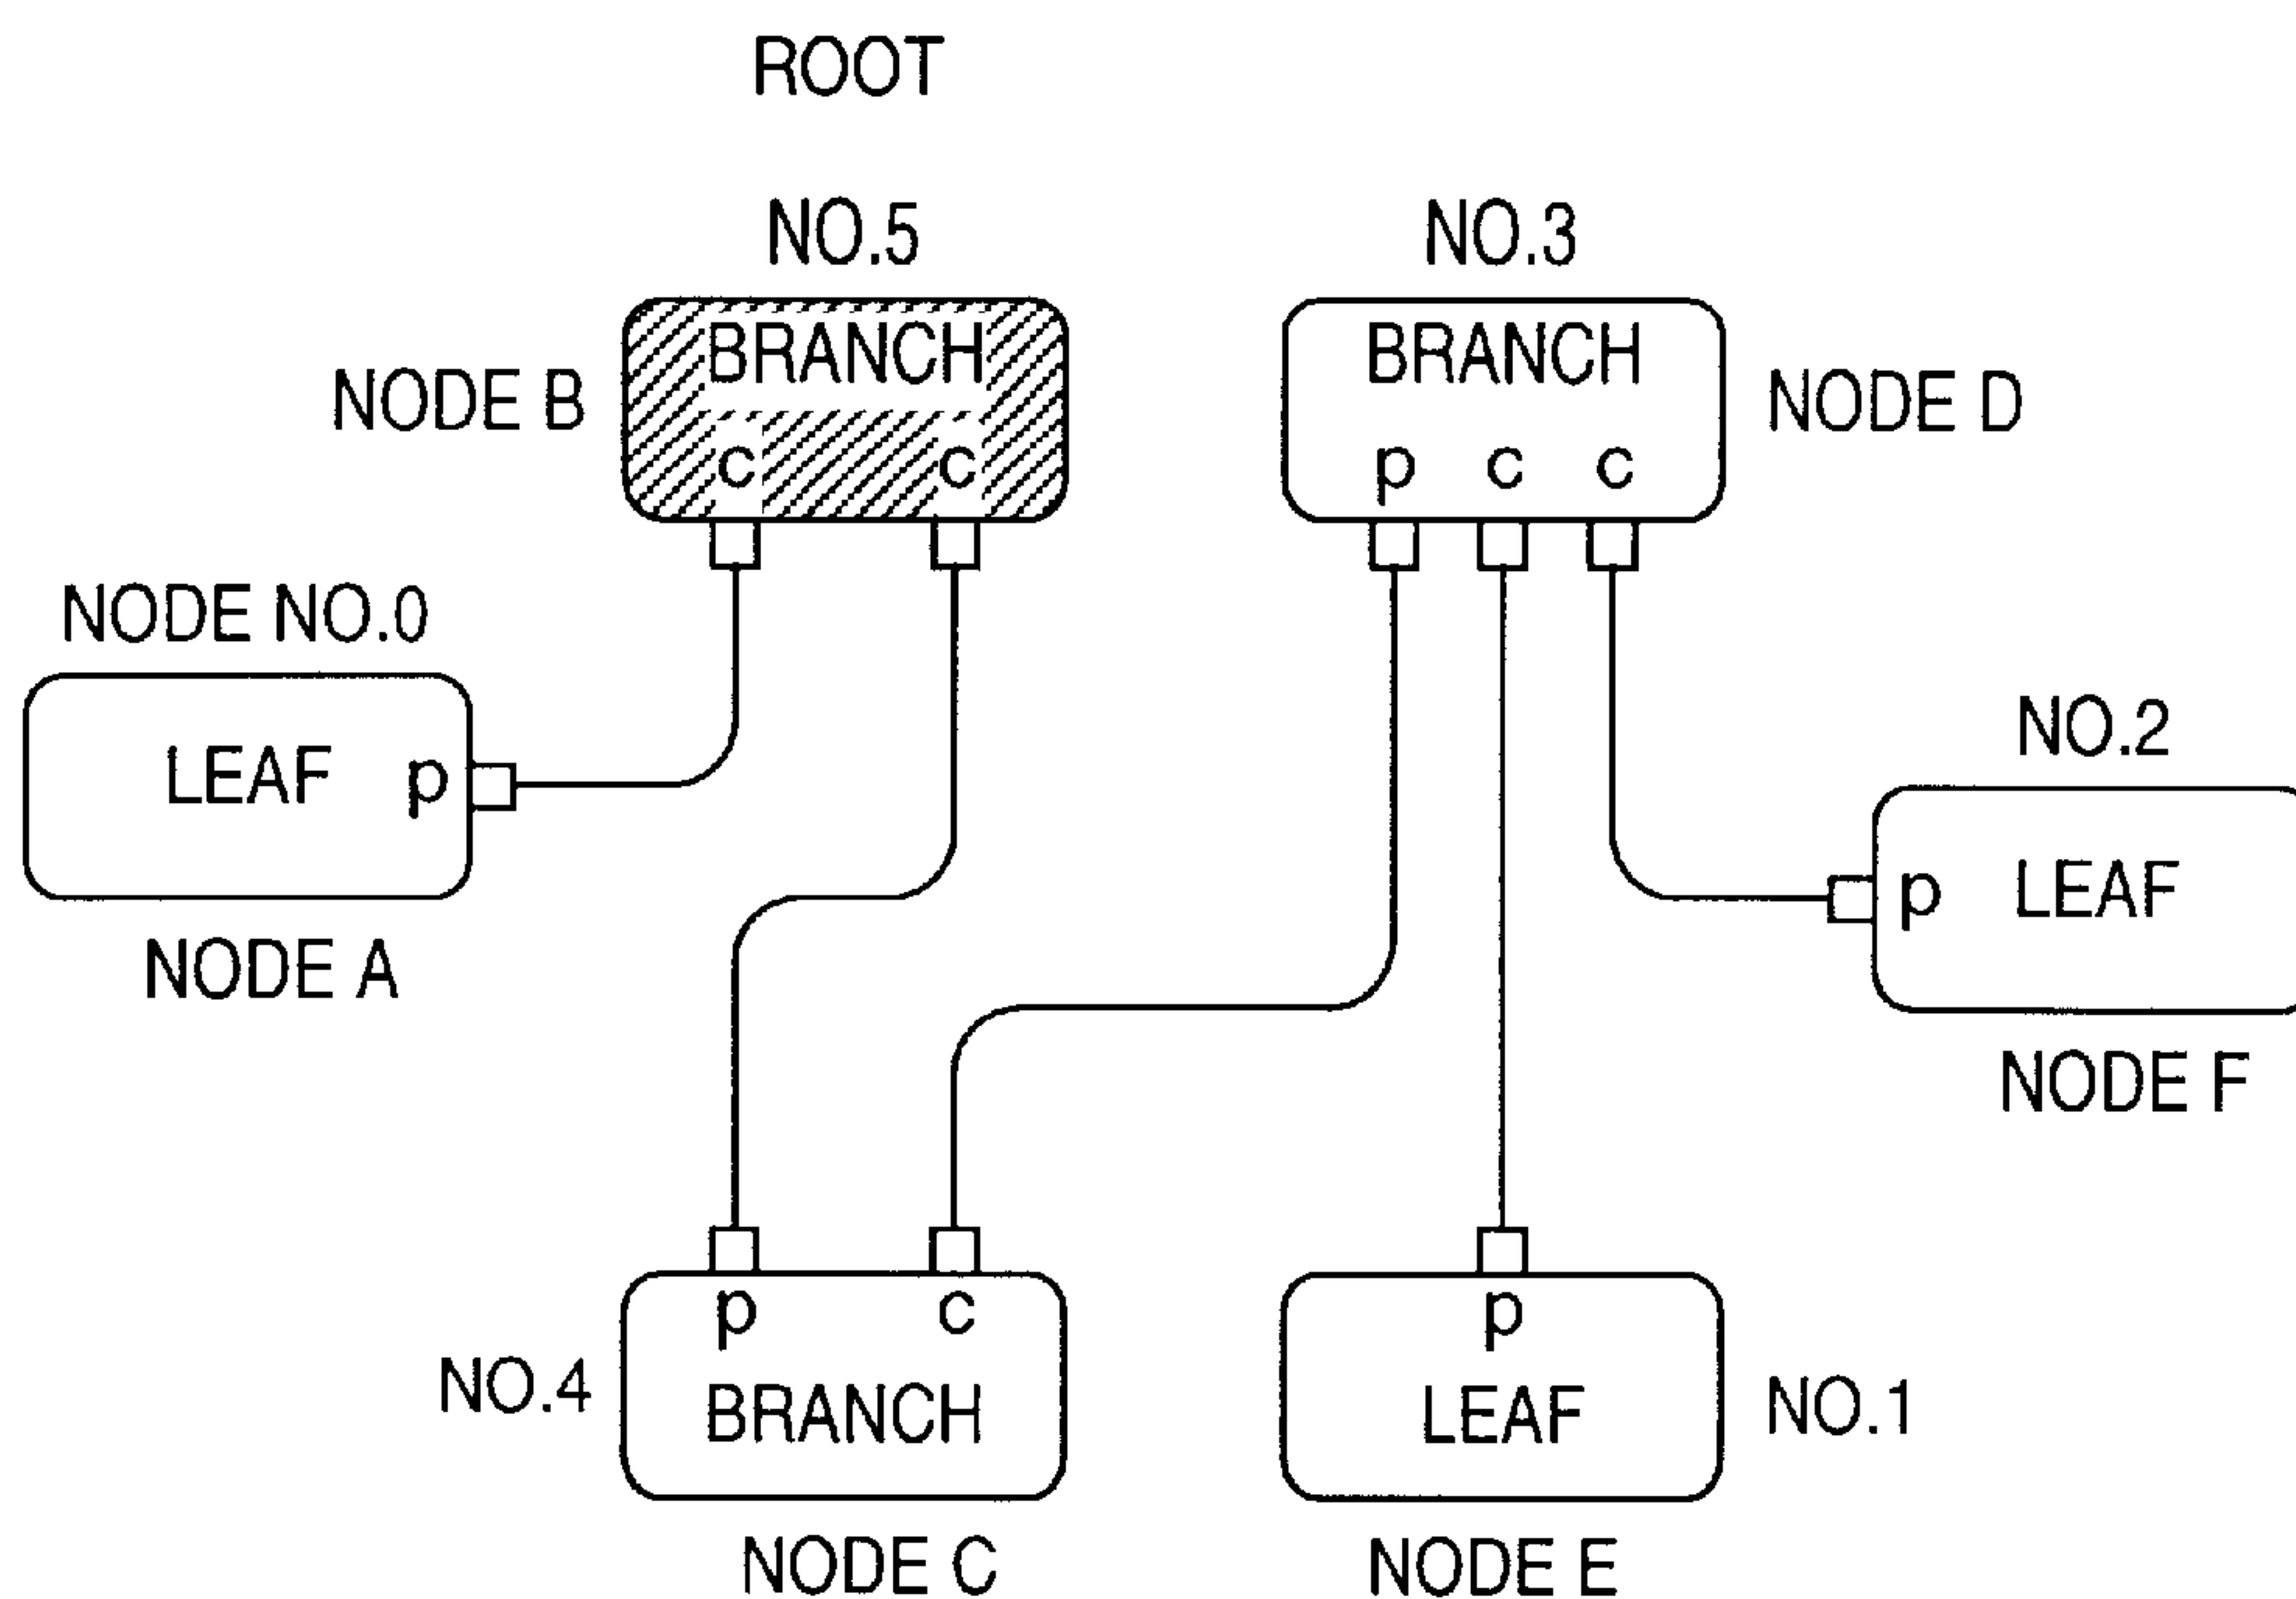 ROOT
NO.5
NO.3
BRANCH
BRANCH
NODE B
NODE D
c c
p c c
NODE NO.0
LEAF p
NODE A
NO.2
p LEAF
NODE F
p c
p
NO.4
BRANCH
LEAF
NO.1
NODE C
NODE E